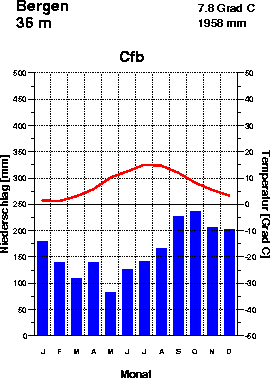 Bergen
36 m
7.8 Grad C
1958 mm
Cfb
500 50
450 40
400 30
350 20
300 10
250 0
200 -10
150 -20
100 -30
50 -40
0 -50
Niederschlag [mm]
Temperatur [Grad C]
J F M A M J J A S O N D
Monat